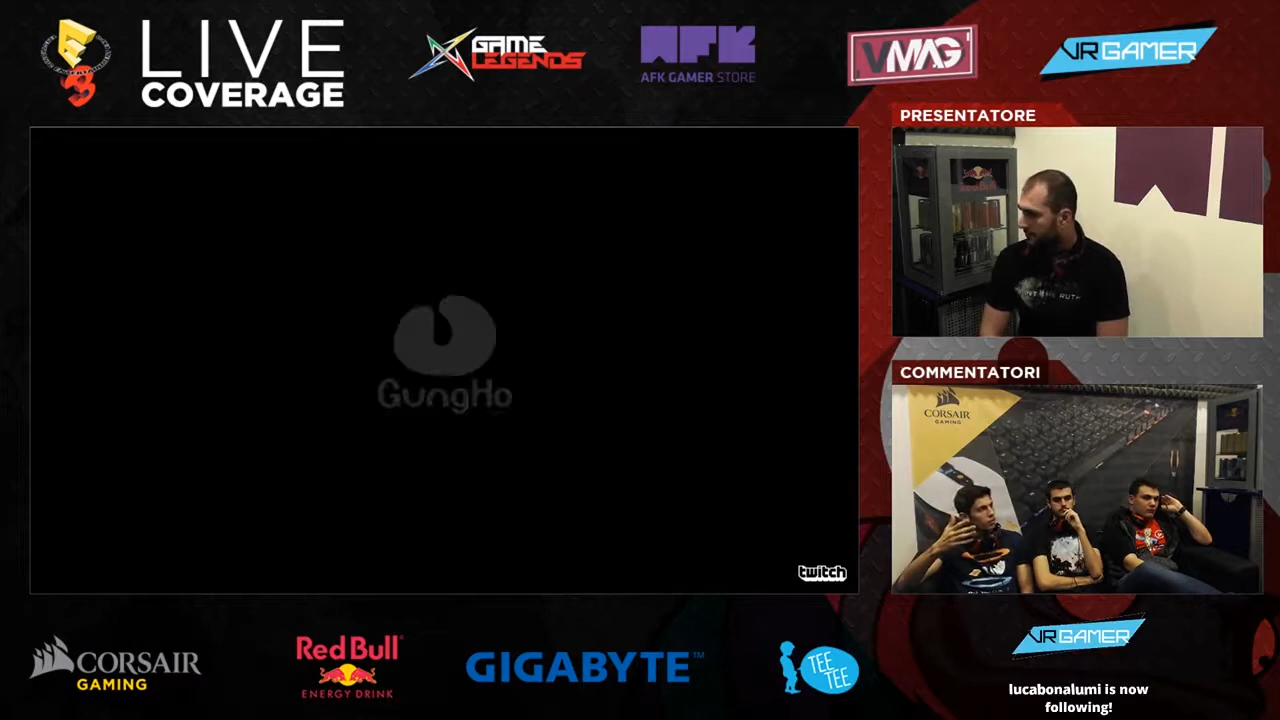 E3
LIVE
COVERAGE
GAME
LEGENDS
AFK
AFK GAMER STORE
VMAG
VR GAMER
PRESENTATORE
GungHo
COMMENTATORI
CORSAIR
GAMING
twitch
CORSAIR
GAMING
Red Bull
ENERGY DRINK
GIGABYTE™
TEE
TEE
VR GAMER
lucabonalumi is now
following!